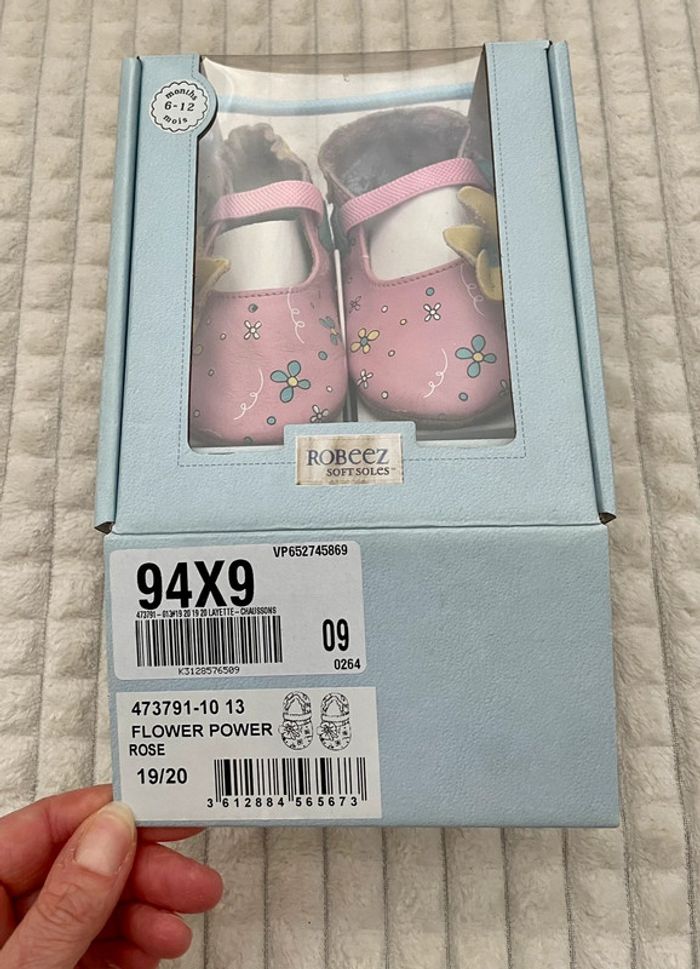 months
6-12
mois
ROBEEZ
SOFT SOLES™
VP652745869
94X9
473791-013#19 20 19 20 LAYETTE-CHAUSSONS
K3128576509
09
0264
473791-10 13
FLOWER POWER
ROSE
19/20
3 612884 565673